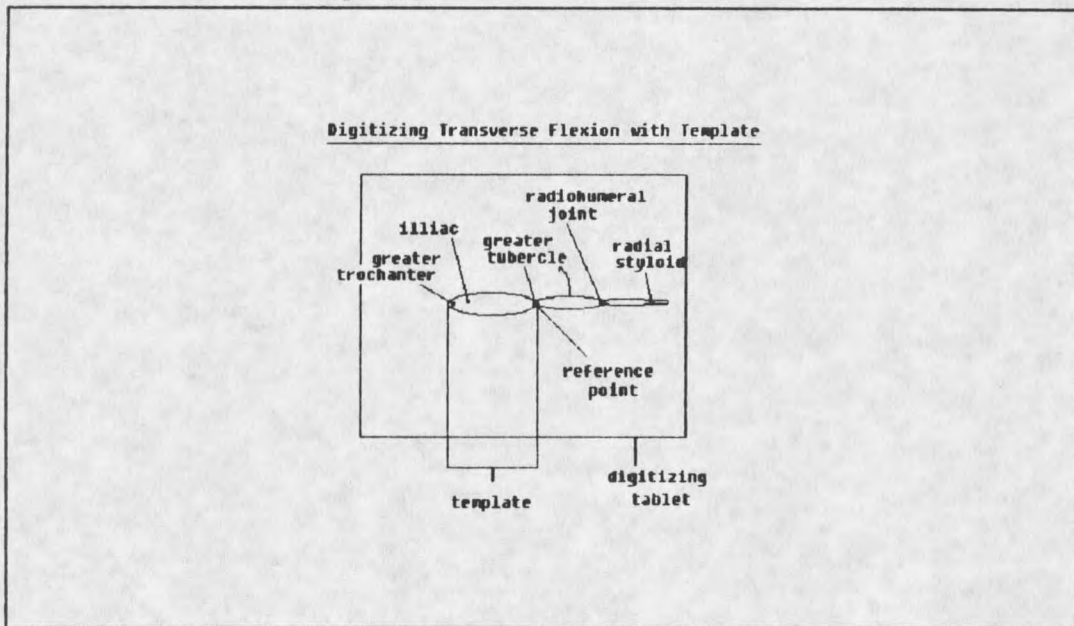 Digitizing Transverse Flexion with Template
radiohumeral
joint
illiac
greater
tubercle
radial
styloid
greater
trochanter
reference
point
digitizing
tablet
template